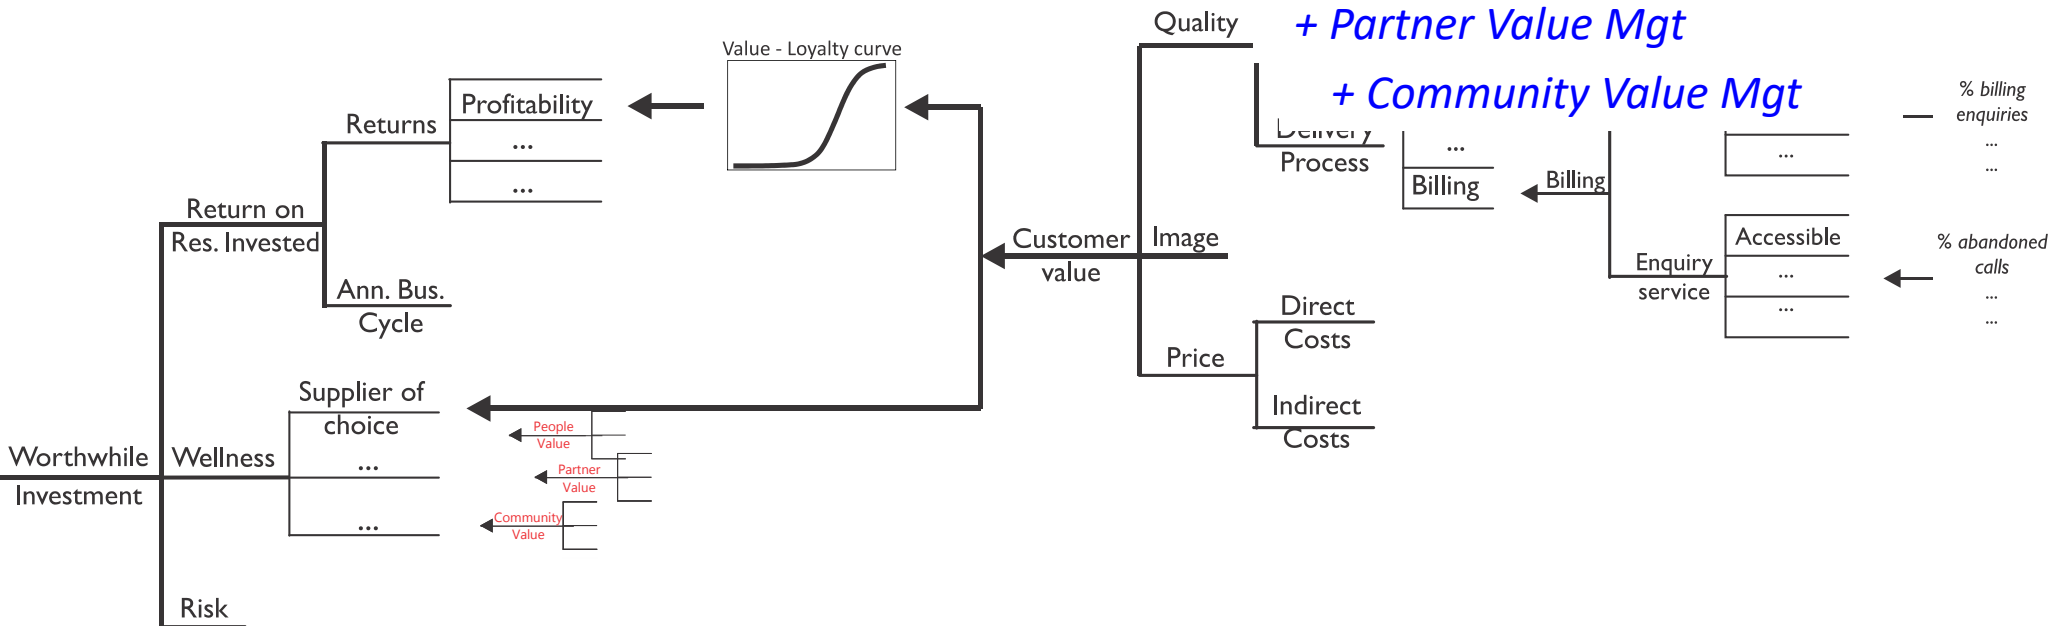 Quality
+ Partner Value Mgt
Value - Loyalty curve
+ Community Value Mgt
% billing
enquiries
...
...
Profitability
...
...
Returns
Delivery
Process
...
Billing
Billing
...
Return on
Res. Invested
Ann. Bus.
Cycle
Customer
value
Image
Accessible
...
...
Enquiry
service
% abandoned
calls
...
...
Direct
Costs
Price
Indirect
Costs
Supplier of
choice
...
...
People
Value
Partner
Value
Community
Value
Worthwhile
Investment
Wellness
Risk